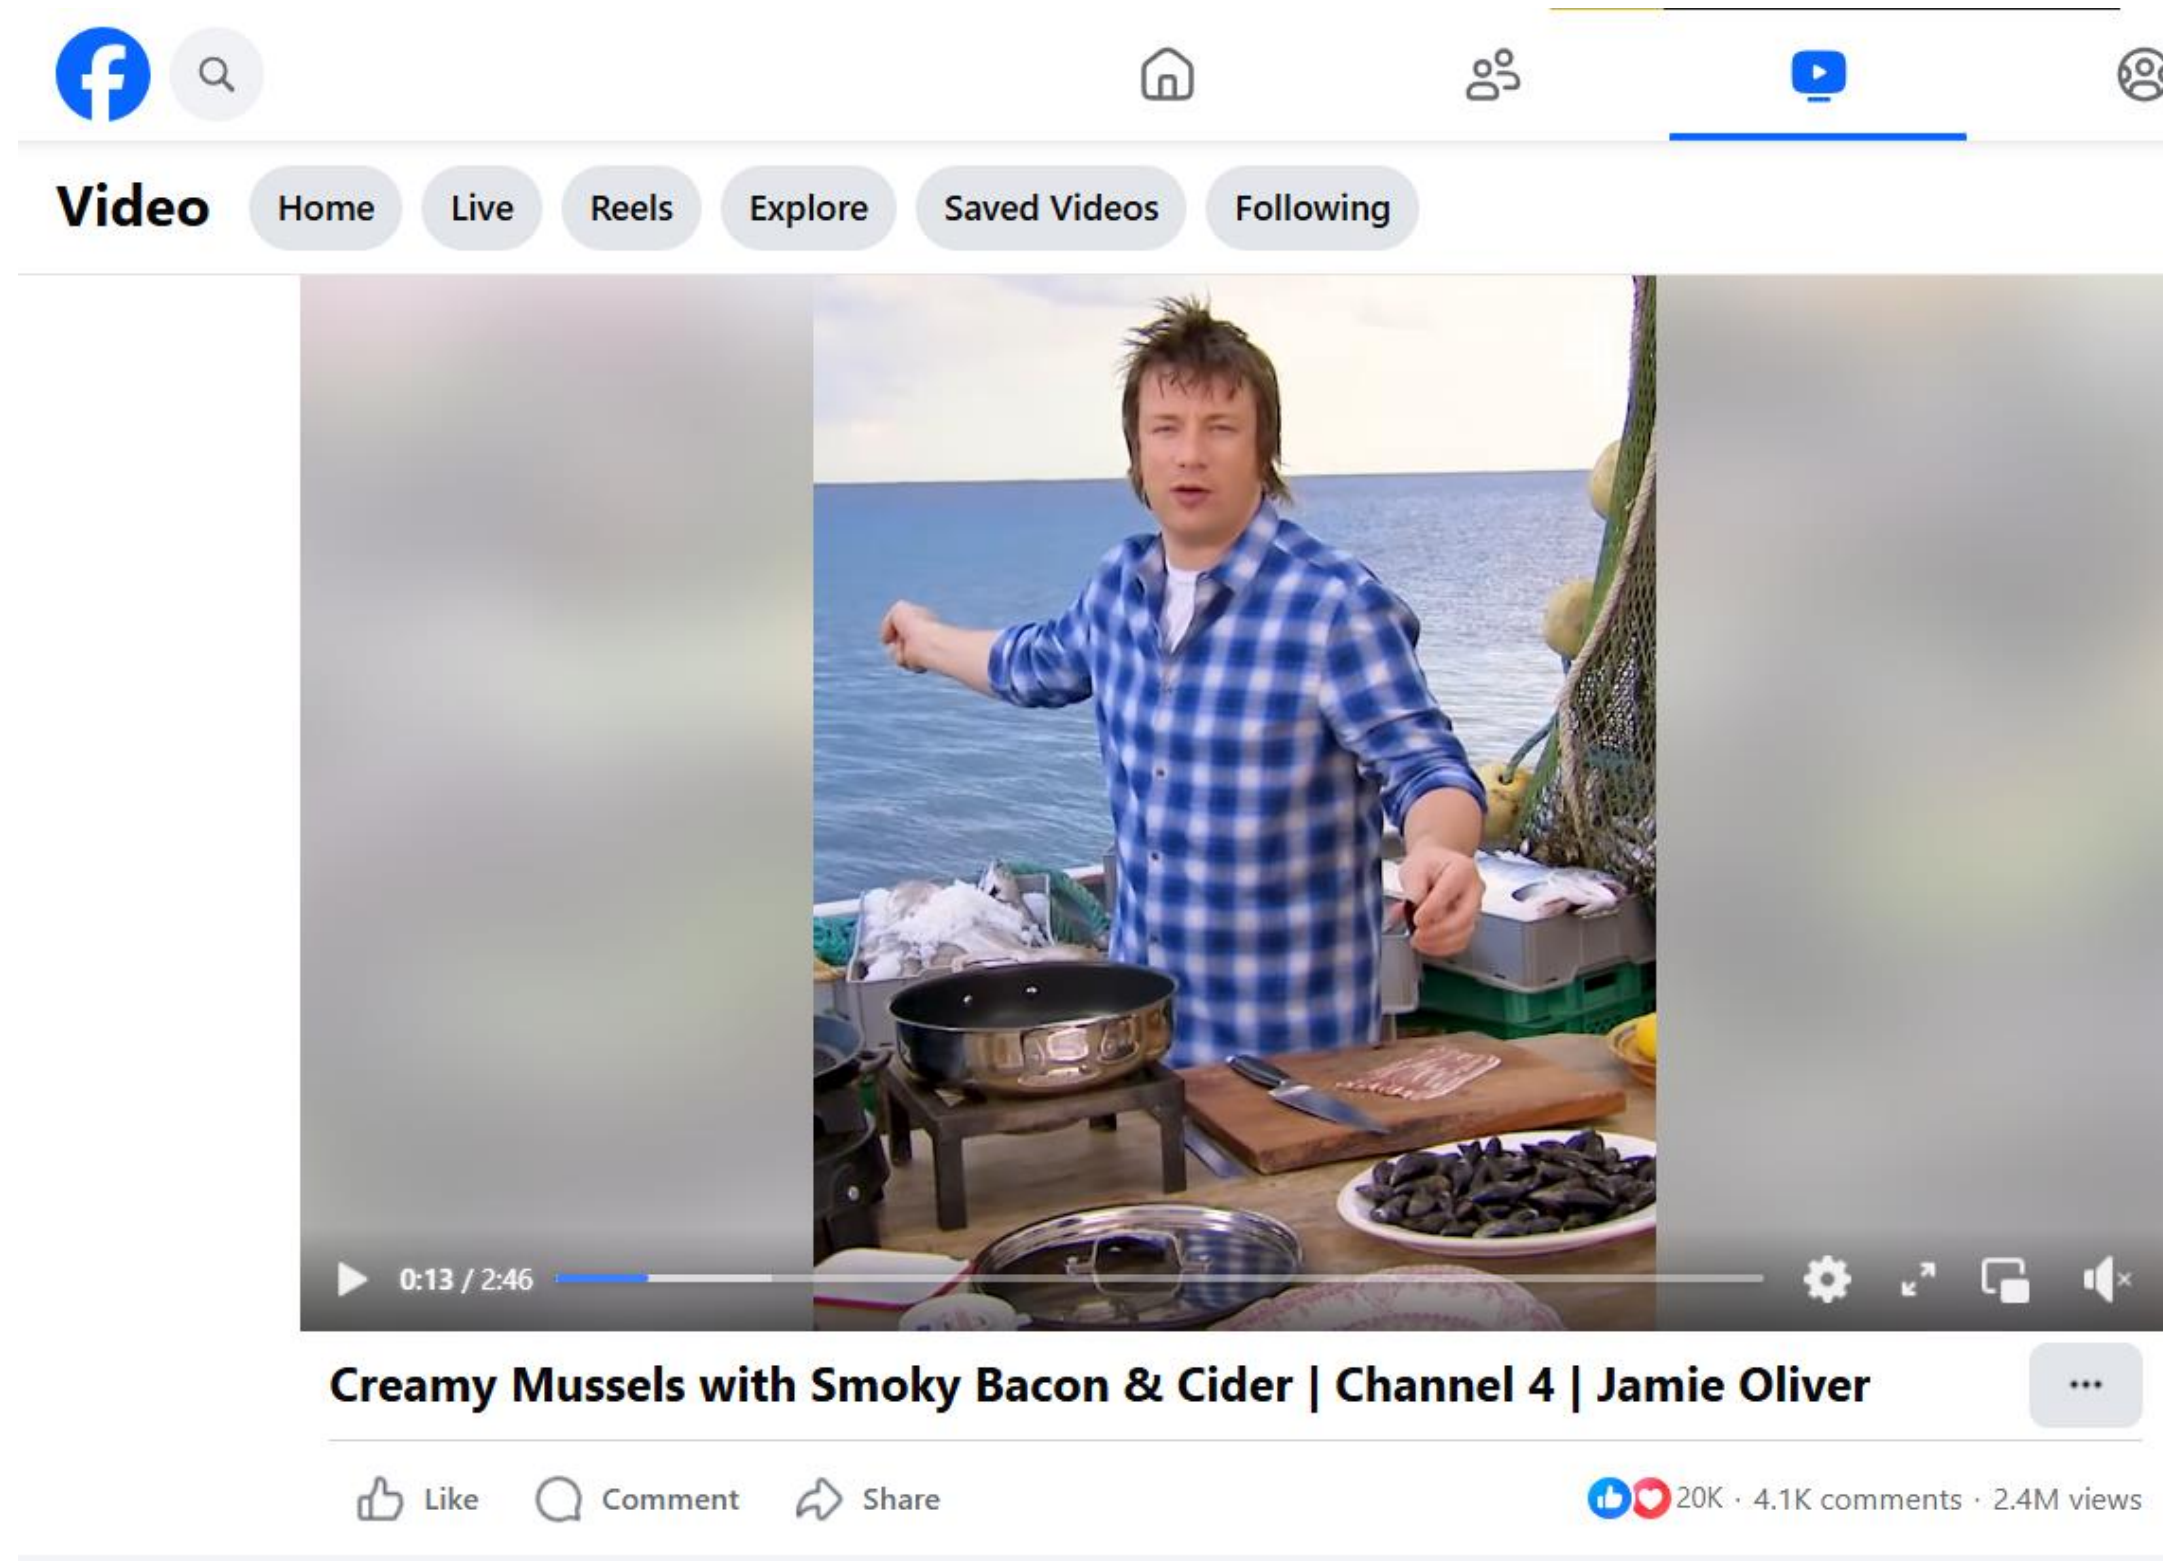 Video Home Live Reels Explore Saved Videos Following
0:13 / 2:46
Creamy Mussels with Smoky Bacon & Cider | Channel 4 | Jamie Oliver
Like Comment Share 20K · 4.1K comments · 2.4M views